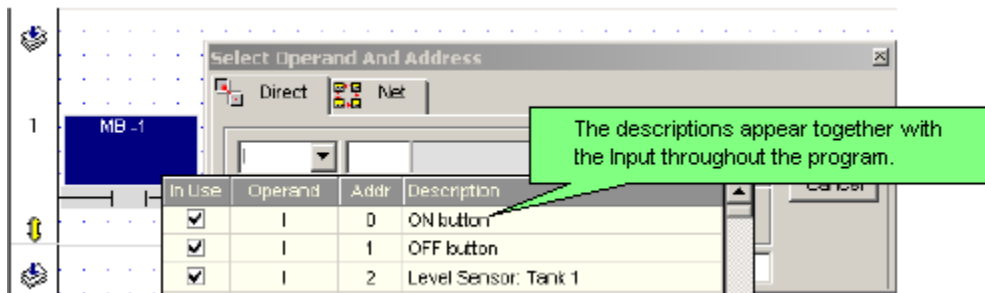 Select Operand And Address
Direct Net
1 MB -1
The descriptions appear together with
the Input throughout the program.
I
Cancel
In Use Operand Addr Description
I 0 ON button
I 1 OFF button
I 2 Level Sensor: Tank 1